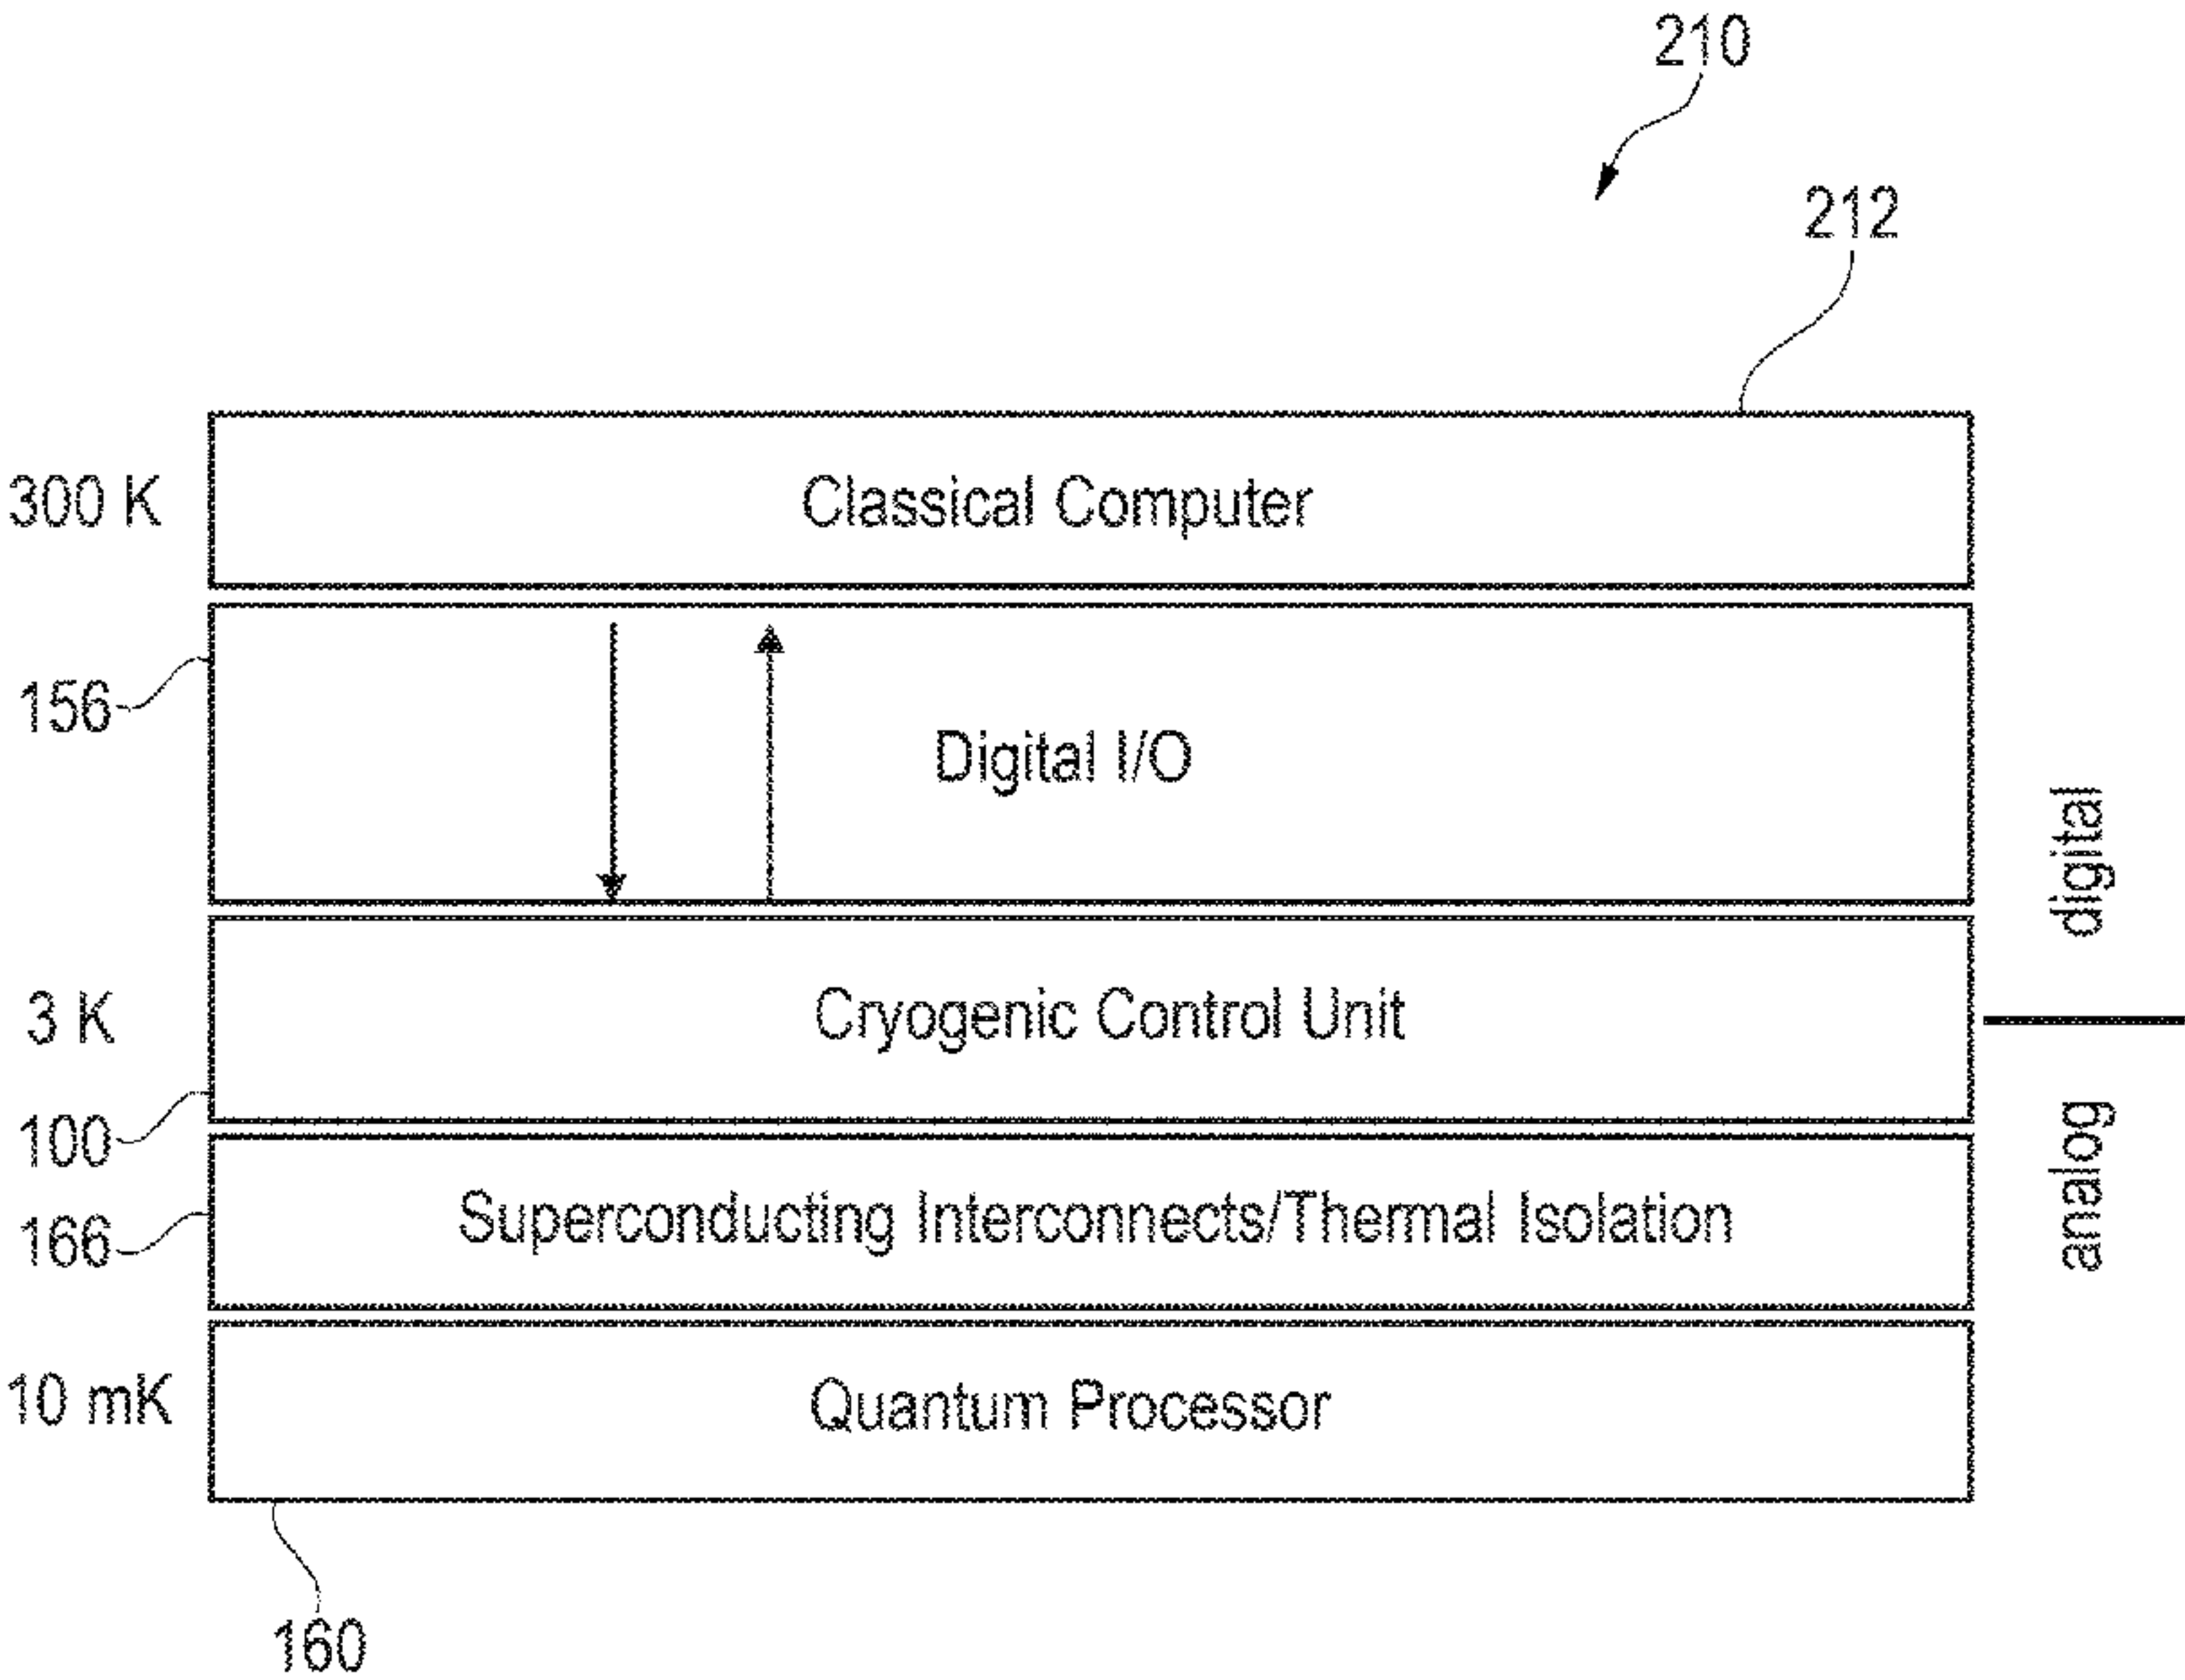 210
212
300 K
Classical Computer
156
Digital I/O
digital
3 K
Cryogenic Control Unit
100
analog
166
Superconducting Interconnects/Thermal Isolation
10 mK
Quantum Processor
160